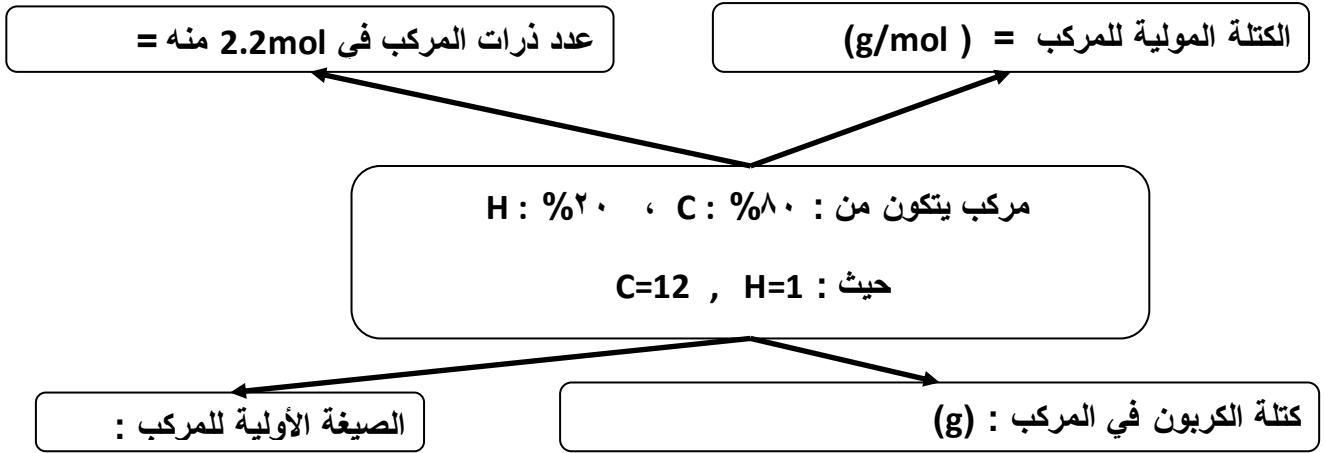 الكتلة المولية للمركب = ( g/mol)
عدد ذرات المركب في 2.2mol منه =
مركب يتكون من : ٨٠% : C ، ٢٠% : H
حيث : C=12 , H=1
كتلة الكربون في المركب : (g)
الصيغة الأولية للمركب :